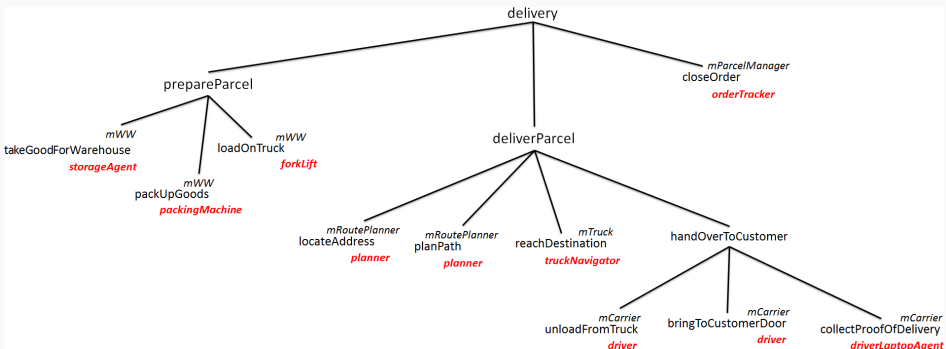 delivery
mParcelManager
closeOrder
orderTracker
prepareParcel
mWW
takeGoodForWarehouse
storageAgent
mWW
packUpGoods
packingMachine
mWW
loadOnTruck
forkLift
deliverParcel
mRoutePlanner
locateAddress
planner
mRoutePlanner
planPath
planner
mTruck
reachDestination
truckNavigator
handOverToCustomer
mCarrier
unloadFromTruck
driver
mCarrier
bringToCustomerDoor
driver
mCarrier
collectProofOfDelivery
driverLaptopAgent